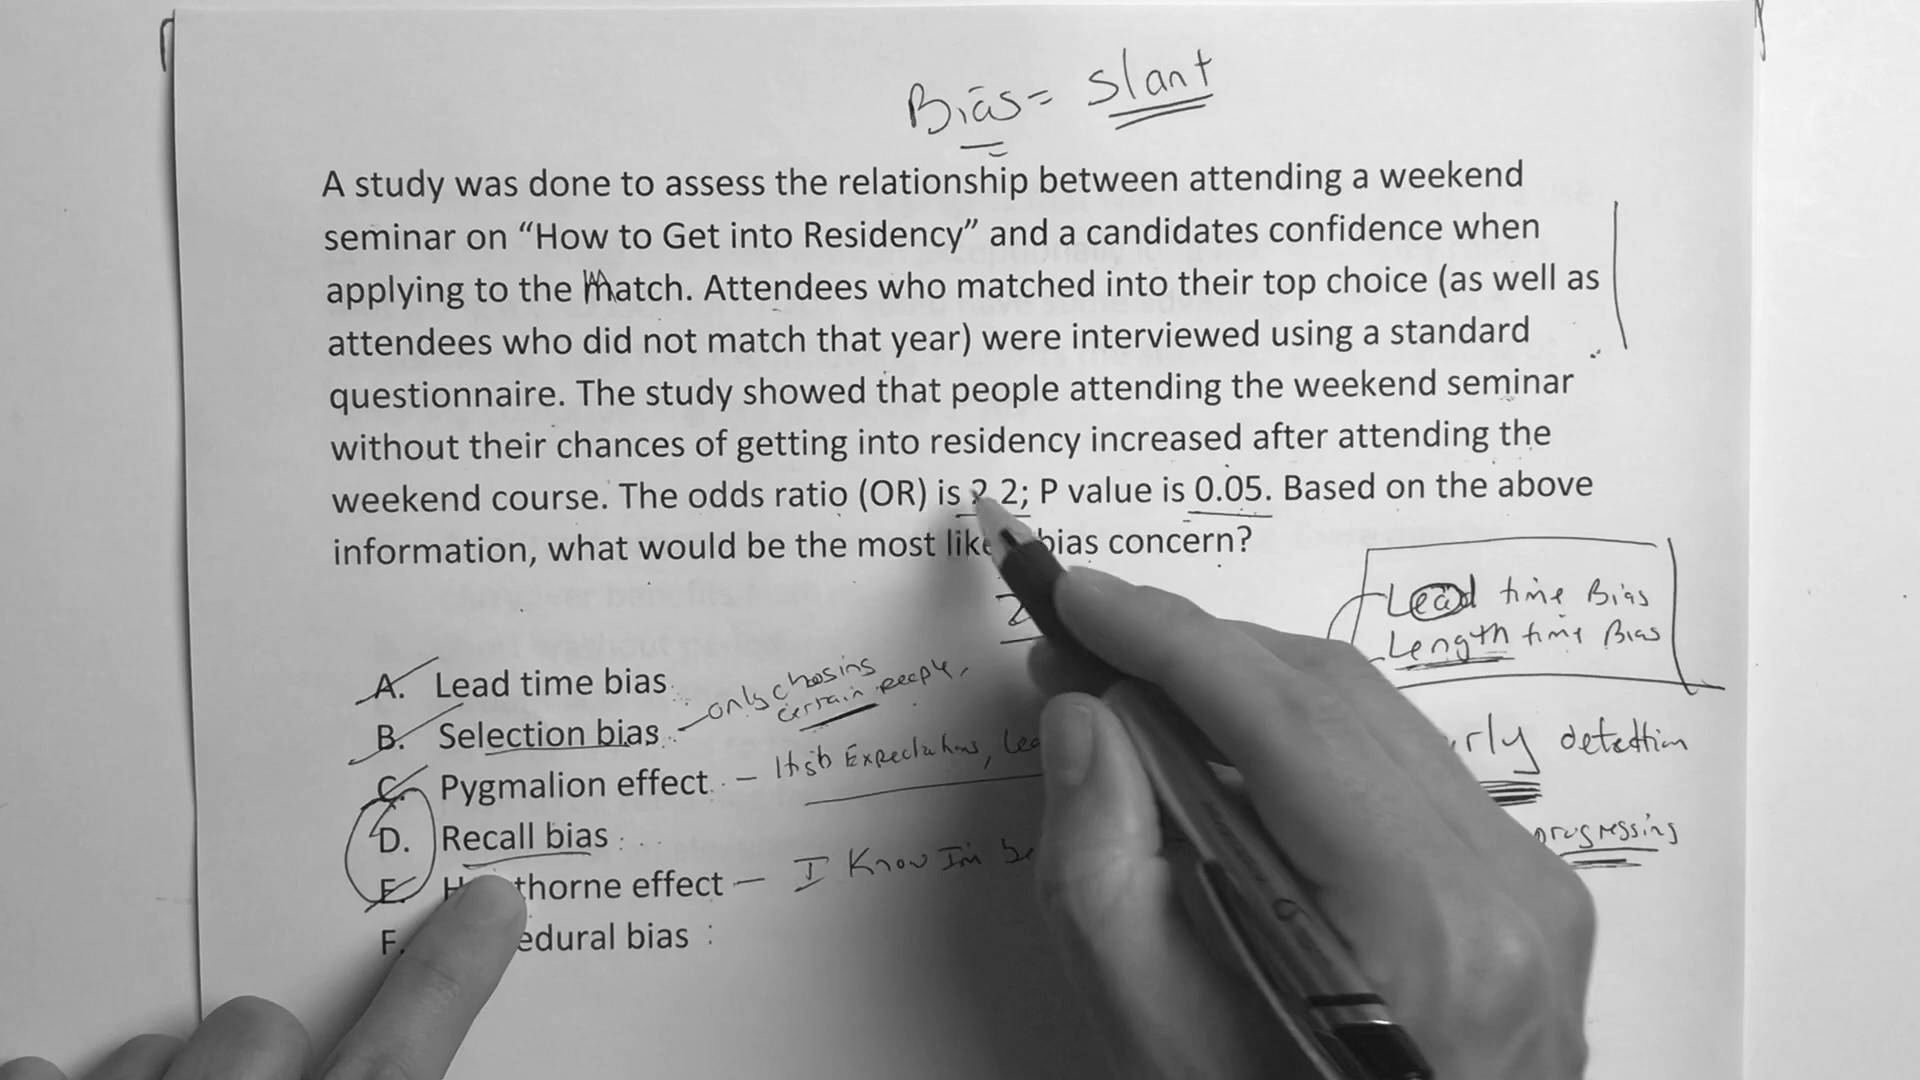 Bias = slant
A study was done to assess the relationship between attending a weekend
seminar on “How to Get into Residency” and a candidates confidence when
applying to the Match. Attendees who matched into their top choice (as well as
attendees who did not match that year) were interviewed using a standard
questionnaire. The study showed that people attending the weekend seminar
without their chances of getting into residency increased after attending the
weekend course. The odds ratio (OR) is 2.2; P value is 0.05. Based on the above
information, what would be the most bias concern?
Lead time Bias
Length time Bias
A. Lead time bias
B. Selection bias - only choosing
certain people,
detection
C. Pygmalion effect - High Expectations,
progressing
D. Recall bias
E. thorne effect - I Know I'm
F. edural bias